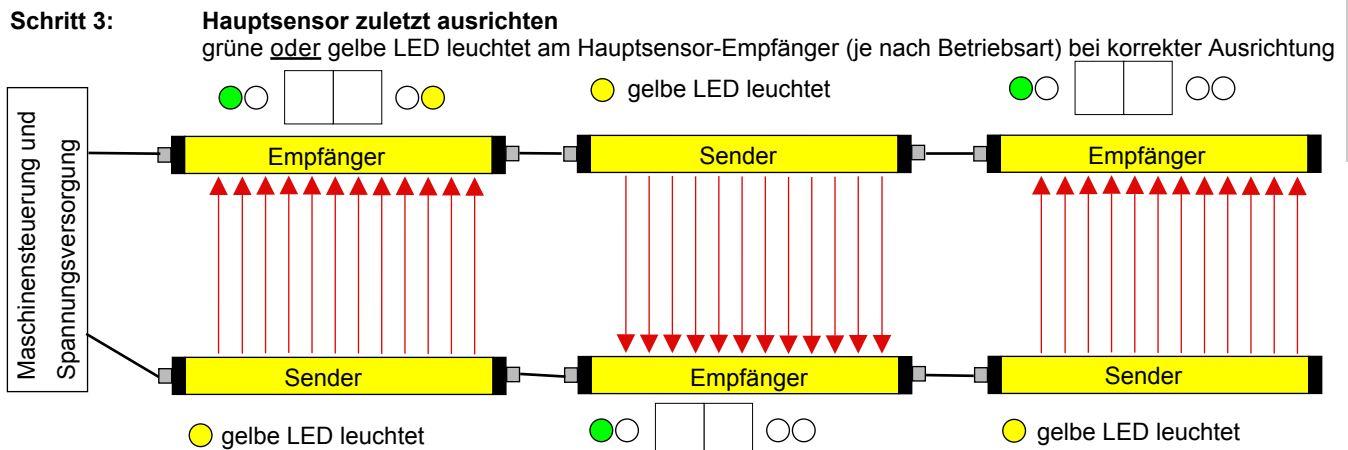 Schritt 3: Hauptsensor zuletzt ausrichten
grüne oder gelbe LED leuchtet am Hauptsensor-Empfänger (je nach Betriebsart) bei korrekter Ausrichtung
gelbe LED leuchtet
Maschinensteuerung und
Spannungsversorgung
Empfänger
Sender
Empfänger
Sender
Empfänger
Sender
gelbe LED leuchtet
gelbe LED leuchtet